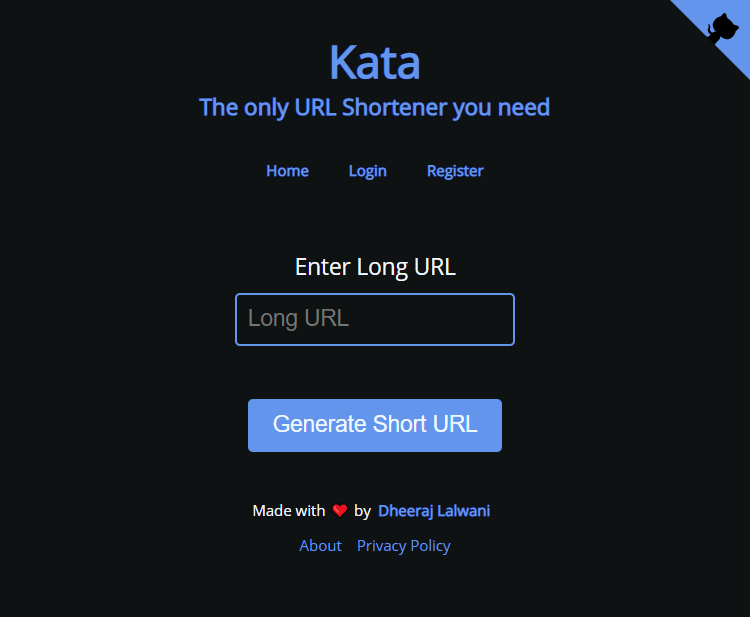 Kata
The only URL Shortener you need
Home Login Register
Enter Long URL
Long URL
Generate Short URL
Made with ❤ by Dheeraj Lalwani
About Privacy Policy